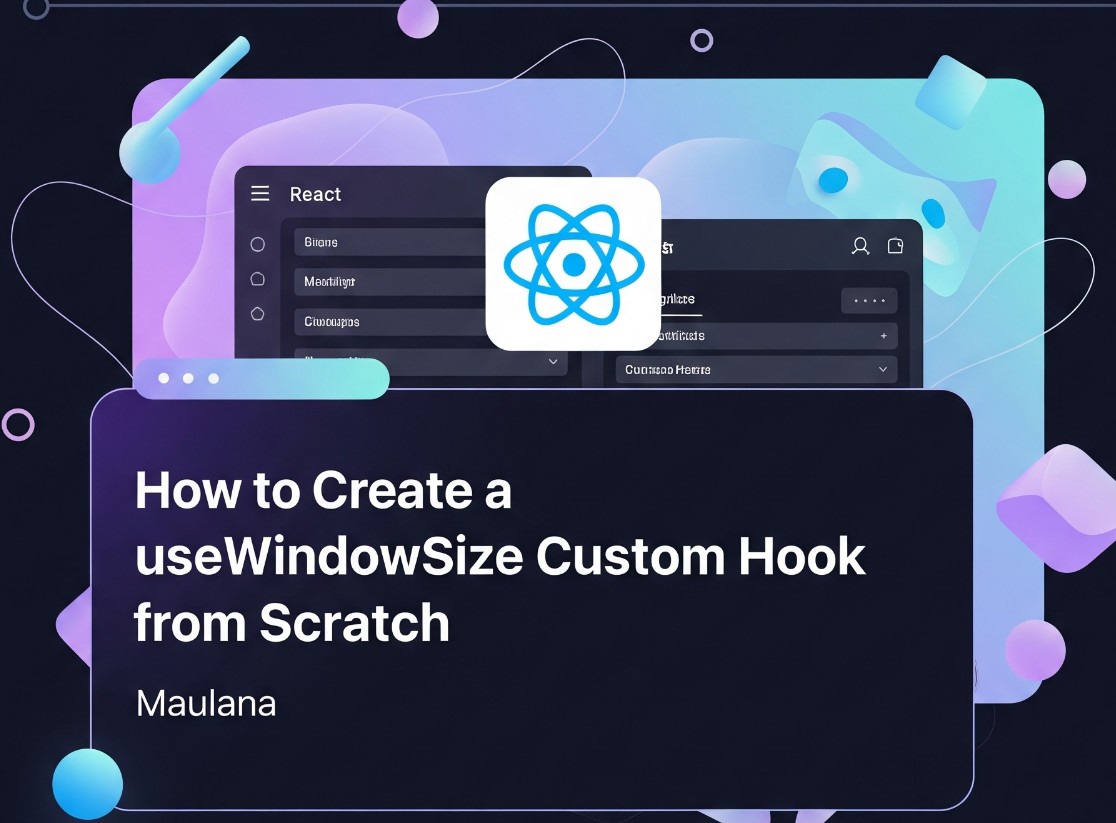 React
How to Create a
useWindowSize Custom Hook
from Scratch
Maulana